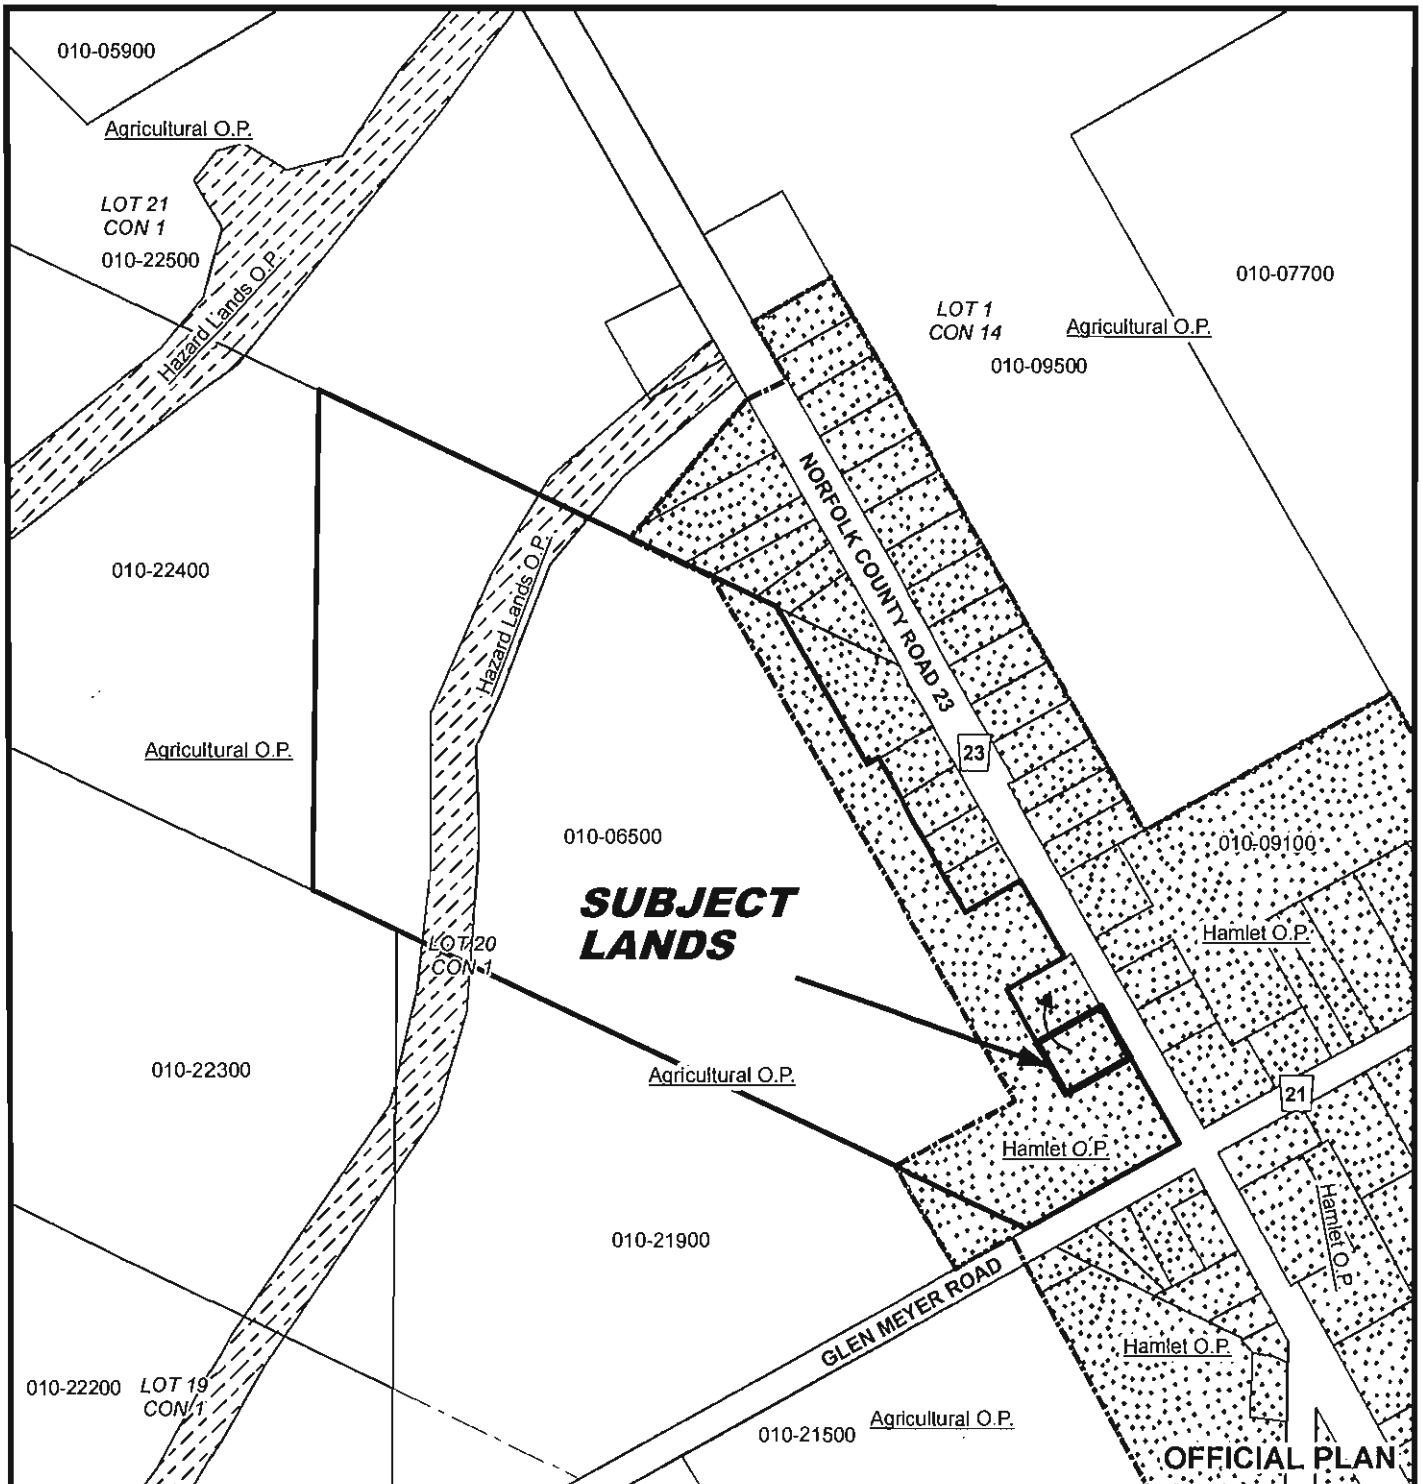 010-05900
Agricultural O.P.
LOT 21
CON 1
010-22500
Hazard Lands O.P.
010-07700
LOT 1
CON 14
Agricultural O.P.
010-09500
NORFOLK COUNTY ROAD 23
010-22400
Hazard Lands O.P.
Agricultural O.P.
23
010-06500
010-09100
SUBJECT
LANDS
Hamlet O.P.
LOT 20
CON 1
010-22300
Agricultural O.P.
21
Hamlet O.P.
Hamlet O.P.
010-21900
GLEN MEYER ROAD
Hamlet O.P.
010-22200
LOT 19
CON 1
010-21500
Agricultural O.P.
OFFICIAL PLAN